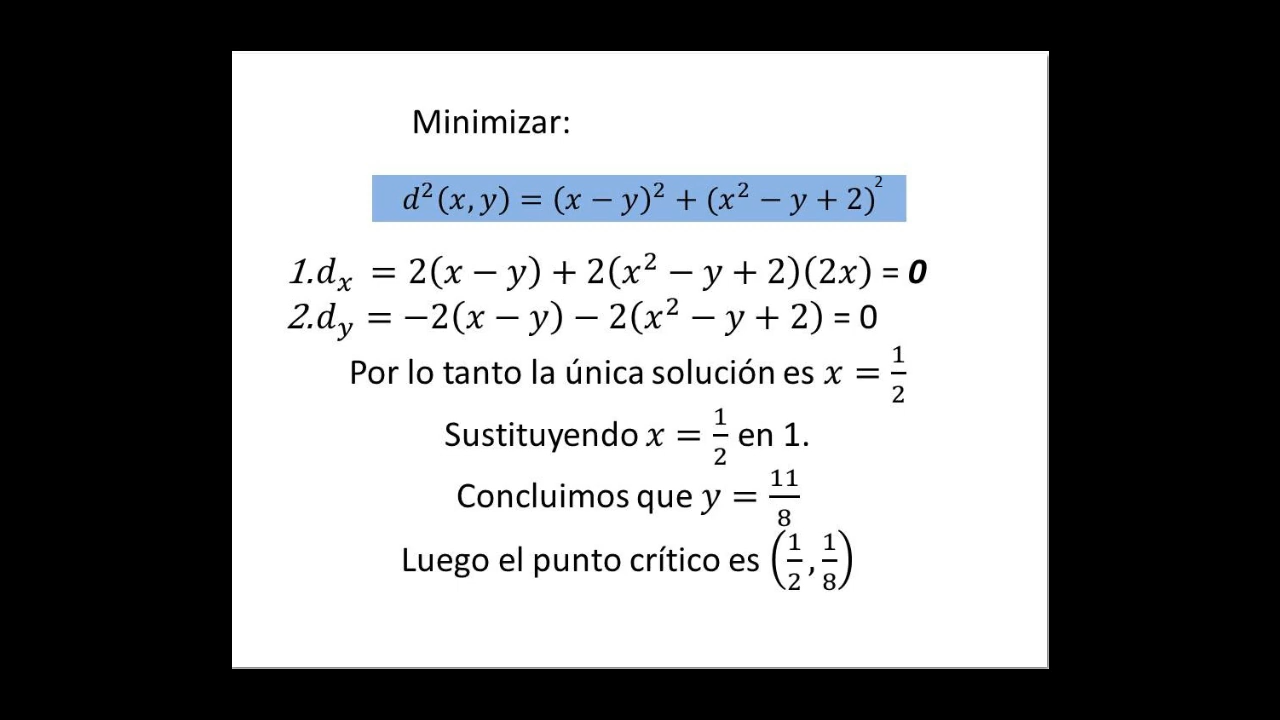 Minimizar:
d²(x, y) = (x − y)² + (x² − y + 2)²
1.dₓ = 2(x − y) + 2(x² − y + 2)(2x) = 0
2.d_y = −2(x − y) − 2(x² − y + 2) = 0
Por lo tanto la única solución es x = 1/2
Sustituyendo x = 1/2 en 1.
Concluimos que y = 11/8
Luego el punto crítico es (1/2, 1/8)